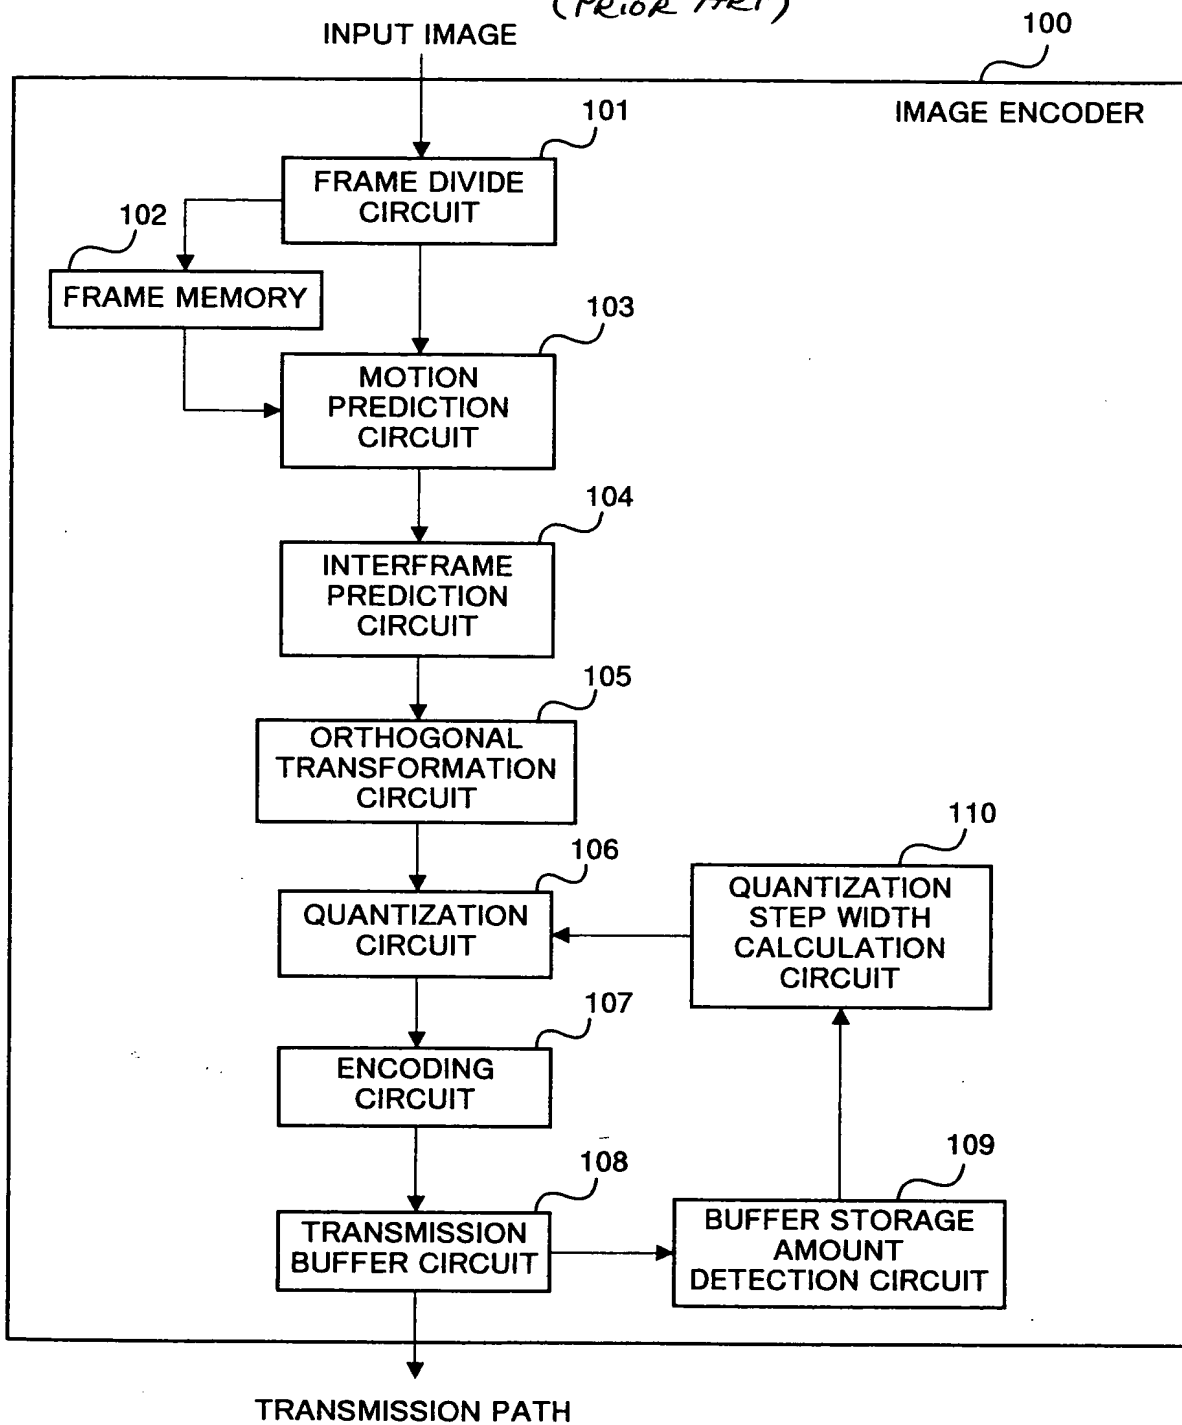 (PRIOR ART)
INPUT IMAGE
100
IMAGE ENCODER
101
FRAME DIVIDE
CIRCUIT
102
FRAME MEMORY
103
MOTION
PREDICTION
CIRCUIT
104
INTERFRAME
PREDICTION
CIRCUIT
105
ORTHOGONAL
TRANSFORMATION
CIRCUIT
106
QUANTIZATION
CIRCUIT
110
QUANTIZATION
STEP WIDTH
CALCULATION
CIRCUIT
107
ENCODING
CIRCUIT
108
TRANSMISSION
BUFFER CIRCUIT
109
BUFFER STORAGE
AMOUNT
DETECTION CIRCUIT
TRANSMISSION PATH